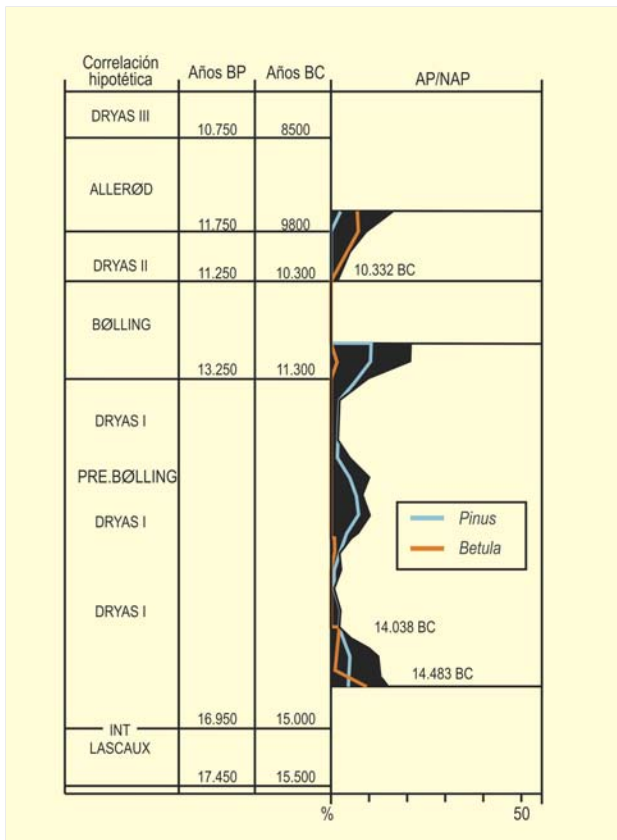 Correlación
hipotética
Años BP
Años BC
AP/NAP
DRYAS III
10.750
8500
ALLERØD
11.750
9800
DRYAS II
11.250
10.300
10.332 BC
BØLLING
13.250
11.300
DRYAS I
PRE.BØLLING
DRYAS I
Pinus
Betula
DRYAS I
14.038 BC
14.483 BC
16.950
15.000
INT
LASCAUX
17.450
15.500
%
50